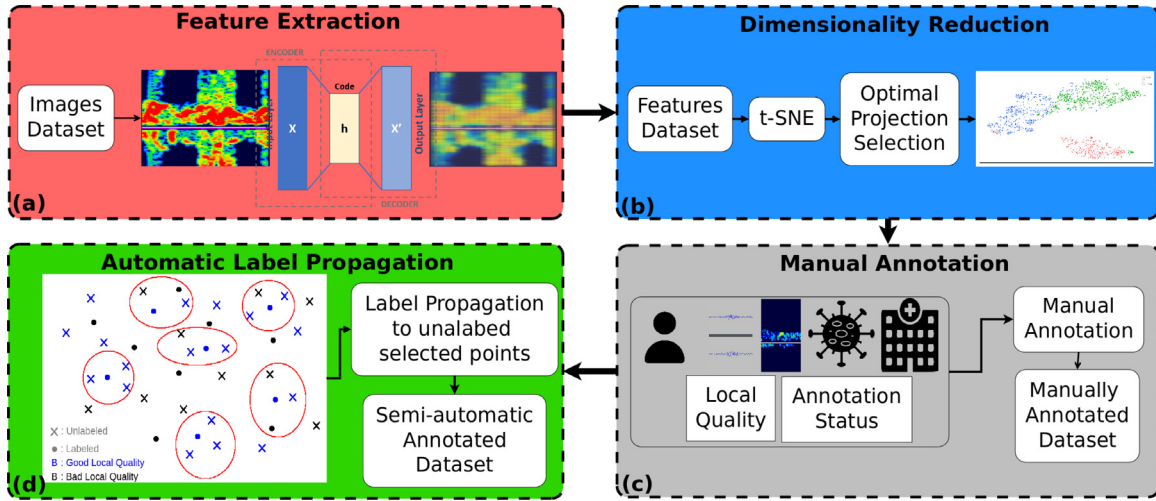 Feature Extraction
ENCODER
Images
Dataset
Input Layer
X
Code
h
X'
Output Layer
DECODER
(a)
Dimensionality Reduction
Features
Dataset
t-SNE
Optimal
Projection
Selection
(b)
Automatic Label Propagation
Label Propagation
to unalabed
selected points
Semi-automatic
Annotated
Dataset
X : Unlabeled
● : Labeled
B : Good Local Quality
B : Bad Local Quality
(d)
Manual Annotation
Local
Quality
Annotation
Status
Manual
Annotation
Manually
Annotated
Dataset
(c)